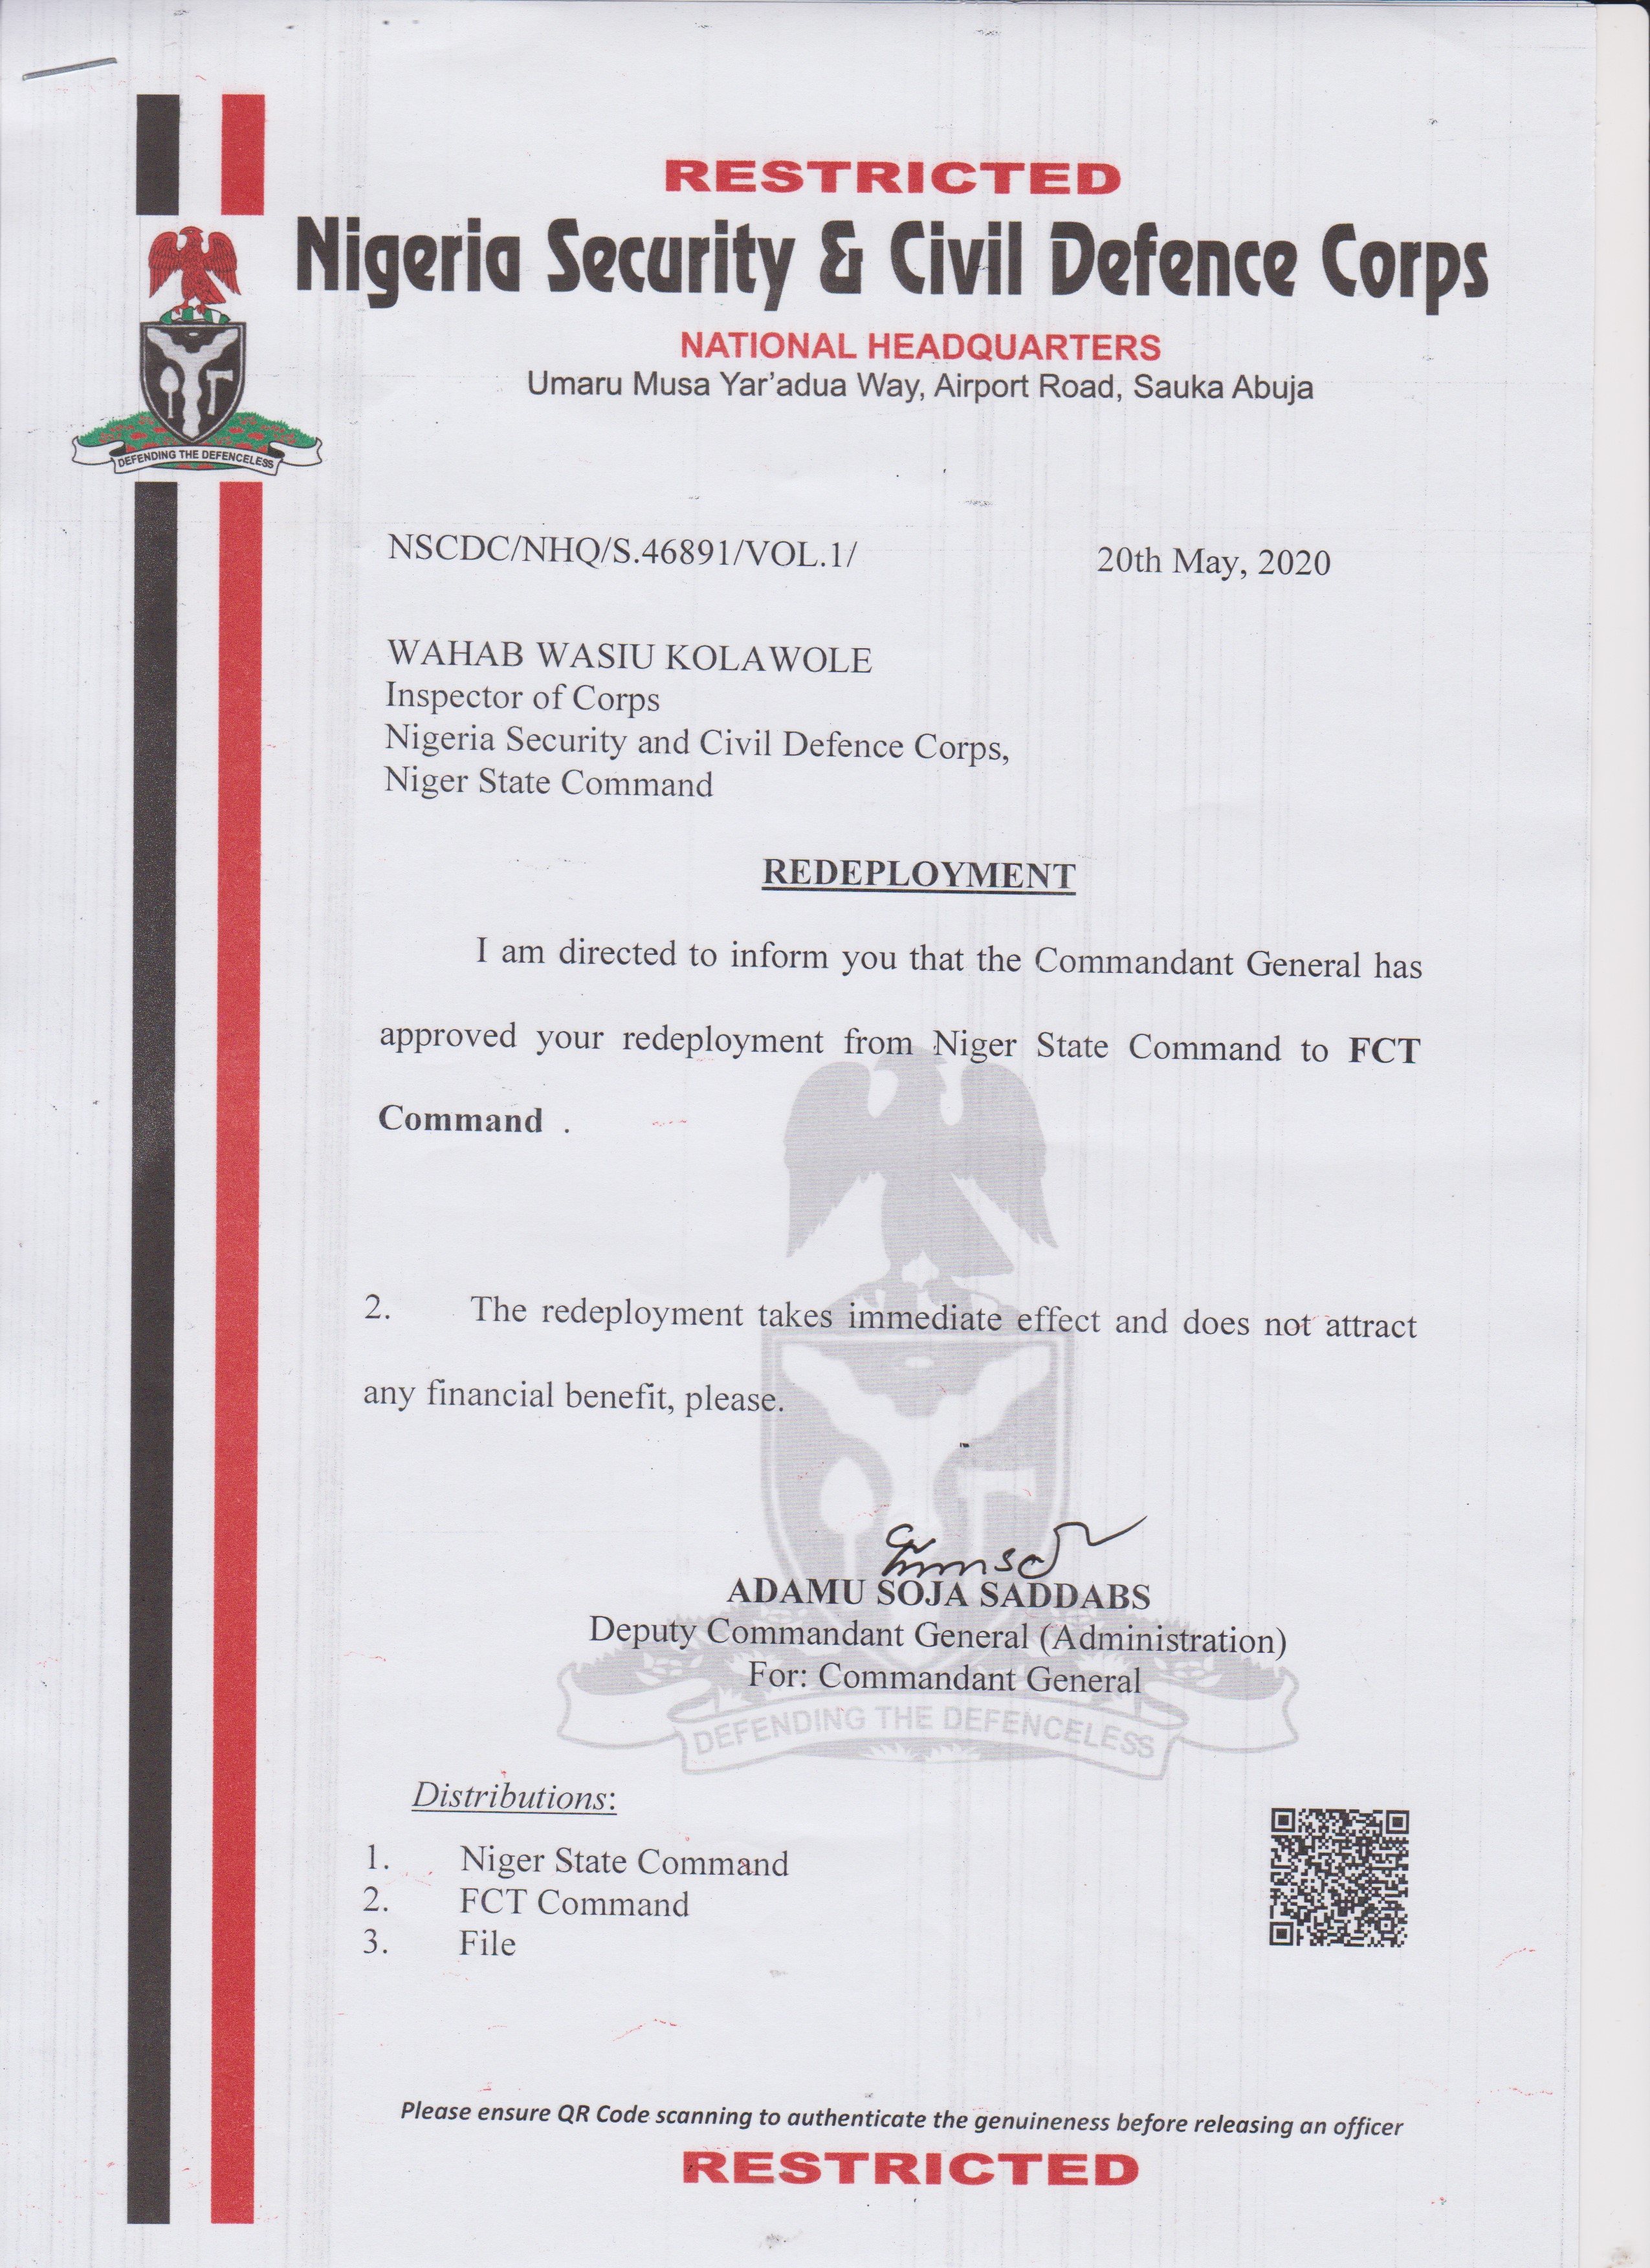 RESTRICTED
Nigeria Security & Civil Defence Corps
NATIONAL HEADQUARTERS
Umaru Musa Yar'adua Way, Airport Road, Sauka Abuja
DEFENDING THE DEFENCELESS
NSCDC/NHQ/S.46891/VOL.1/ 20th May, 2020
WAHAB WASIU KOLAWOLE
Inspector of Corps
Nigeria Security and Civil Defence Corps,
Niger State Command
REDEPLOYMENT
I am directed to inform you that the Commandant General has
approved your redeployment from Niger State Command to FCT
Command .
2. The redeployment takes immediate effect and does not attract
any financial benefit, please.
ADAMU SOJA SADDABS
Deputy Commandant General (Administration)
For: Commandant General
DEFENDING THE DEFENCELESS
Distributions:
1. Niger State Command
2. FCT Command
3. File
Please ensure QR Code scanning to authenticate the genuineness before releasing an officer
RESTRICTED